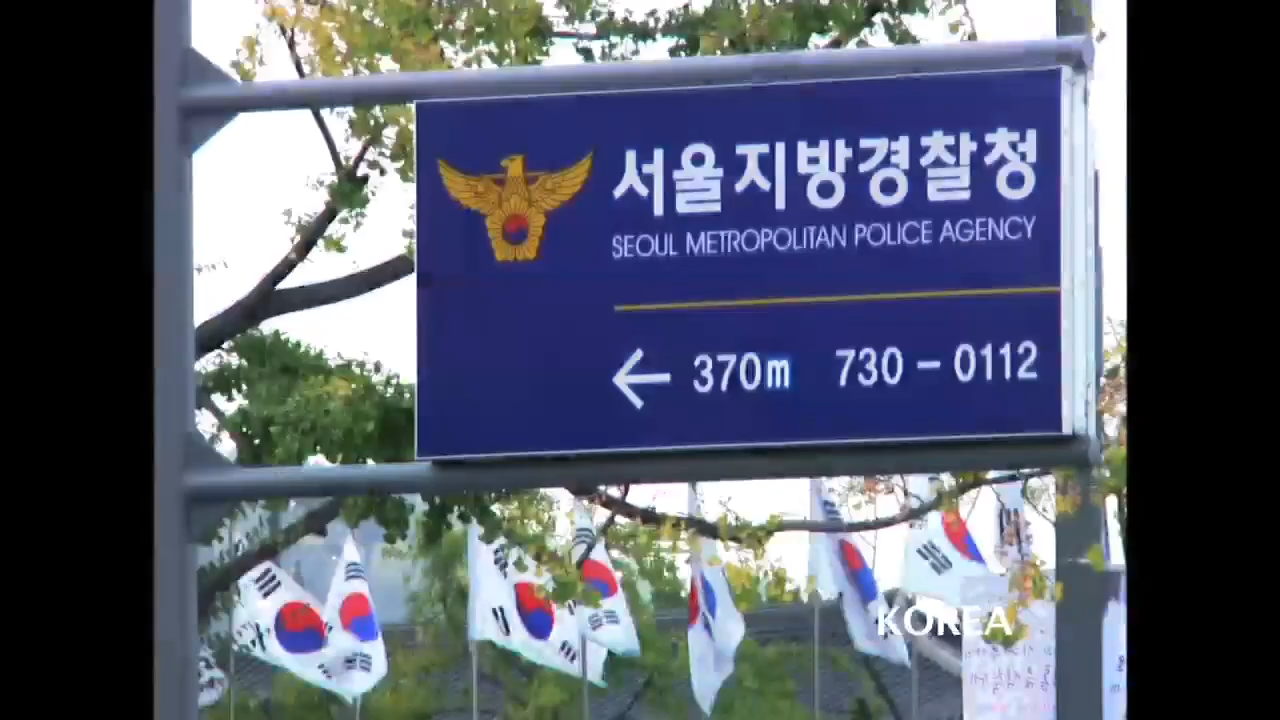 서울지방경찰청
SEOUL METROPOLITAN POLICE AGENCY
← 370m 730-0112
KOREA